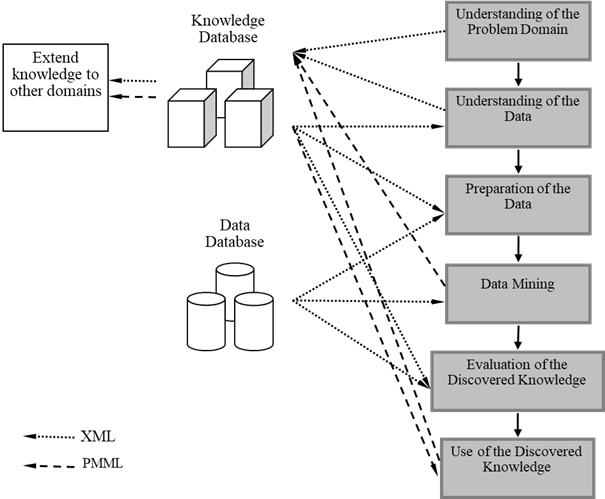 Knowledge
Database
Extend
knowledge to
other domains
Data
Database
XML
PMML
Understanding of the
Problem Domain
Understanding of the
Data
Preparation of the
Data
Data Mining
Evaluation of the
Discovered Knowledge
Use of the Discovered
Knowledge